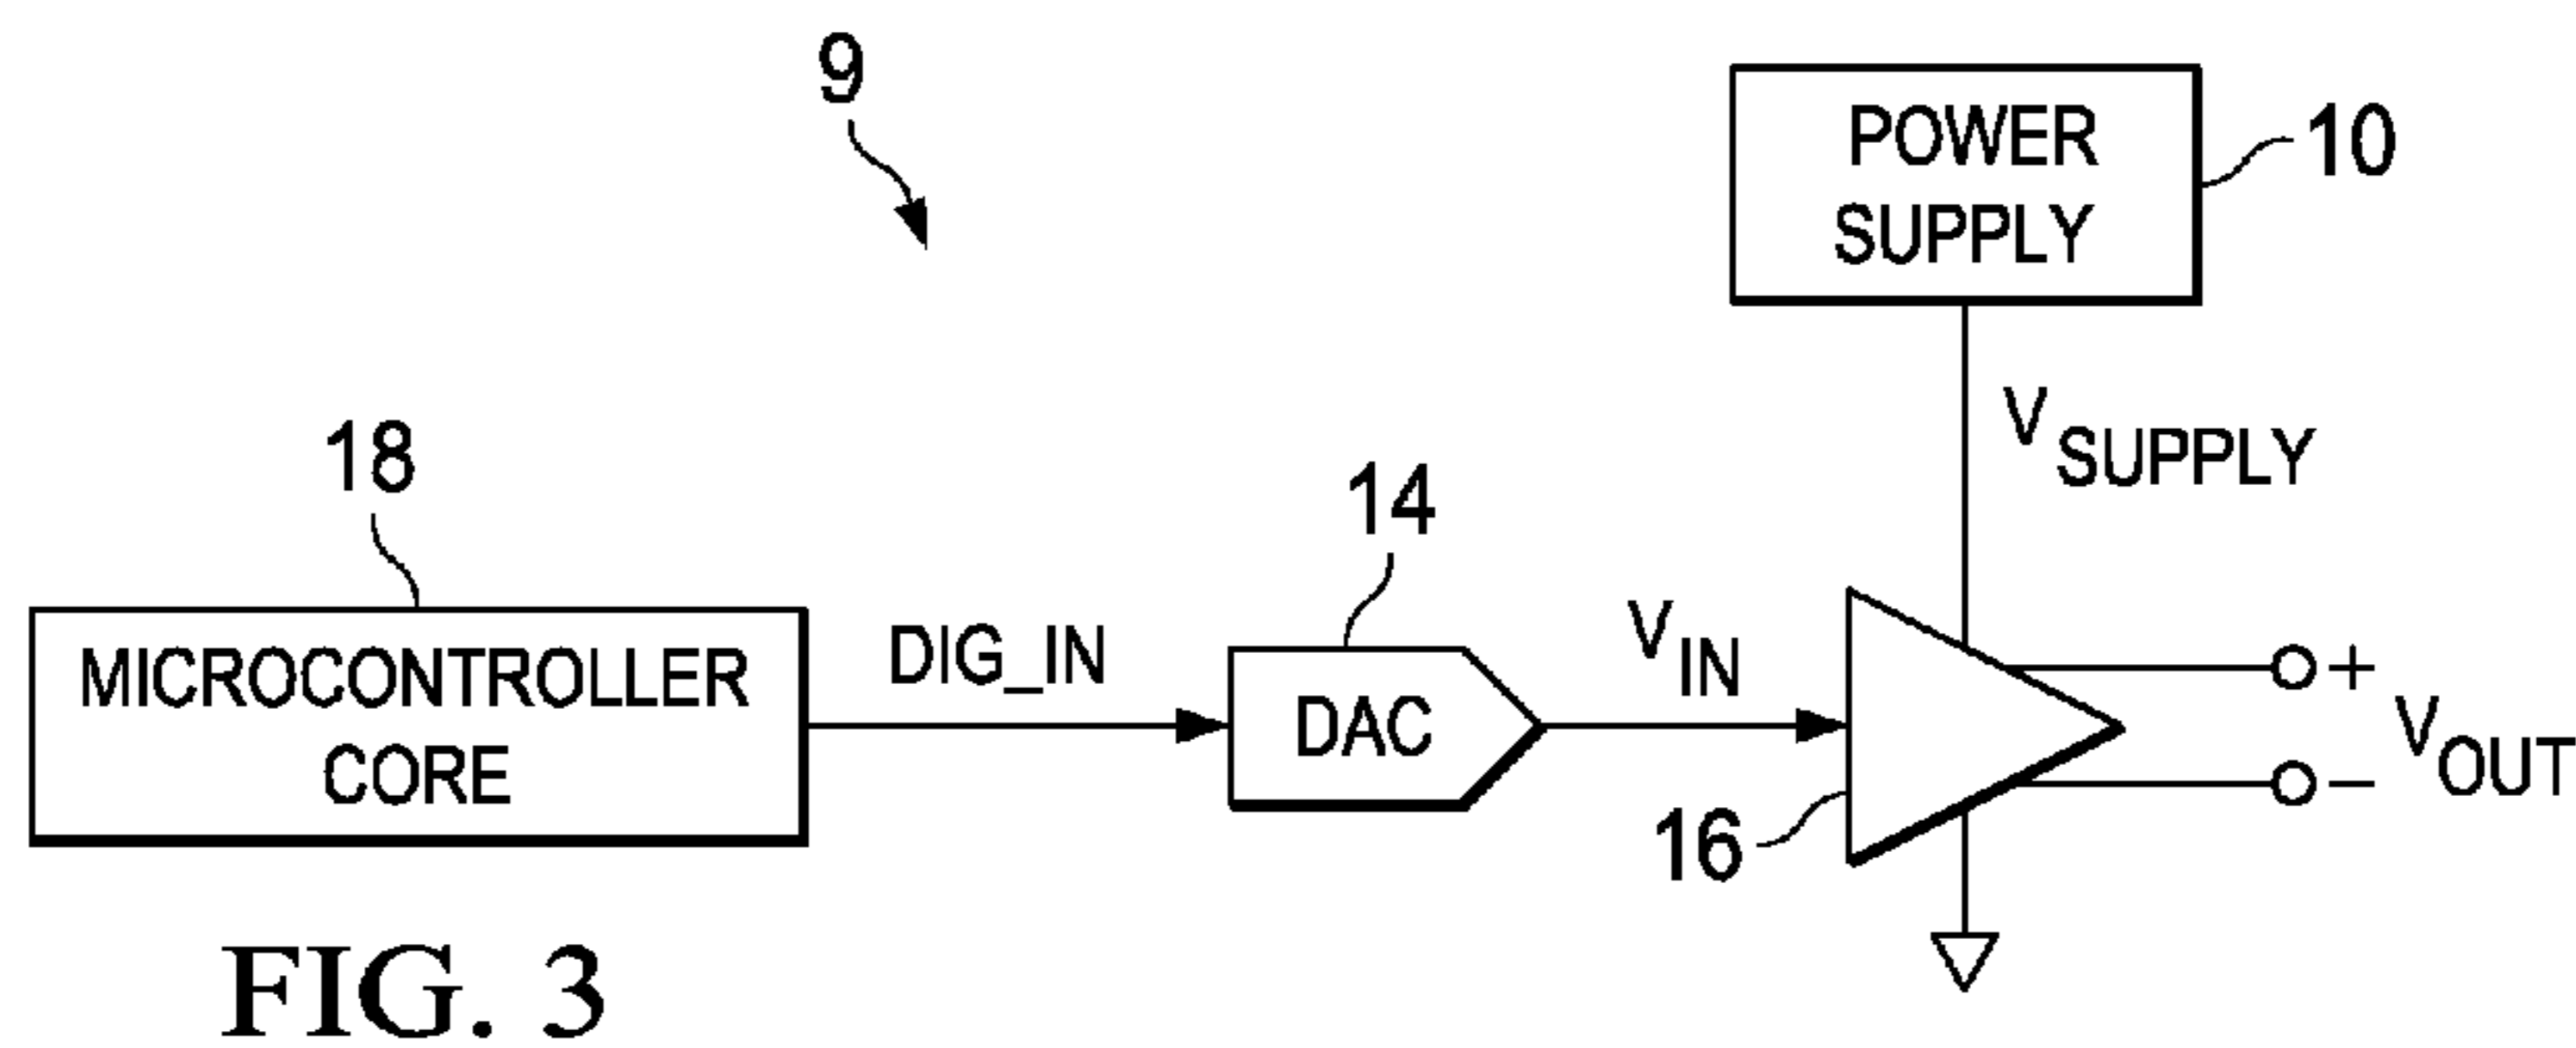 9
POWER
SUPPLY
10
V SUPPLY
18
MICROCONTROLLER
CORE
DIG_IN
14
DAC
V IN
16
+
V OUT
−
FIG. 3